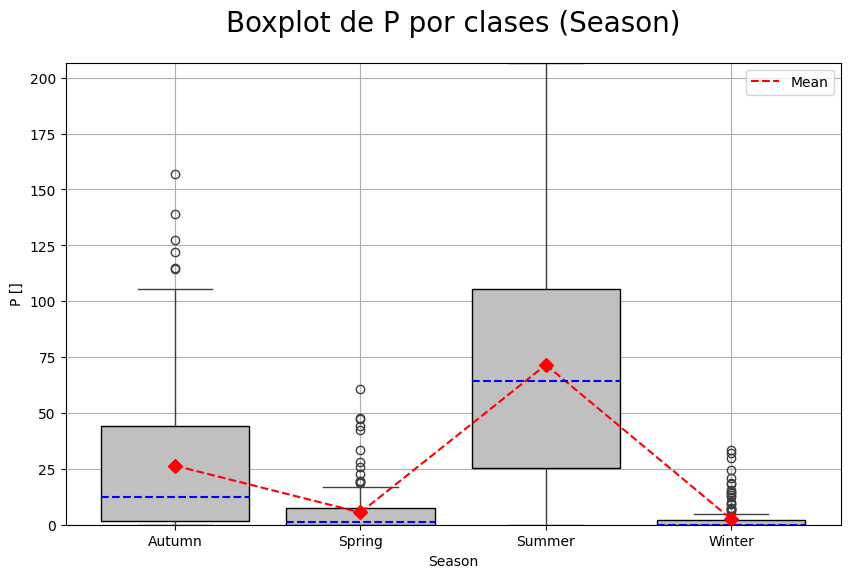 Boxplot de P por clases (Season)
Mean
200
175
150
125
100
75
50
25
0
P []
Autumn
Spring
Summer
Winter
Season